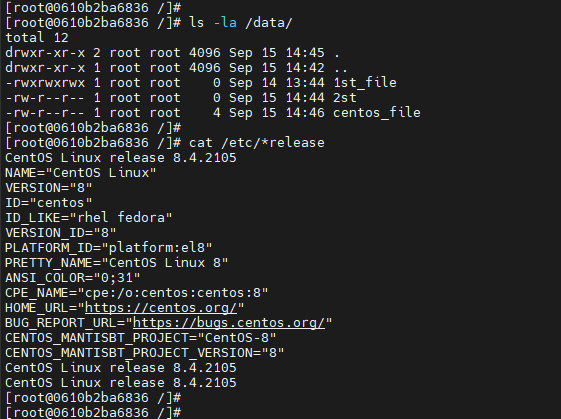 [root@0610b2ba6836 /]#
[root@0610b2ba6836 /]# ls -la /data/
total 12
drwxr-xr-x 2 root root 4096 Sep 15 14:45 .
drwxr-xr-x 1 root root 4096 Sep 15 14:42 ..
-rwxrwxrwx 1 root root    0 Sep 14 13:44 1st_file
-rw-r--r-- 1 root root    0 Sep 15 14:44 2st
-rw-r--r-- 1 root root    4 Sep 15 14:46 centos_file
[root@0610b2ba6836 /]#
[root@0610b2ba6836 /]# cat /etc/*release
CentOS Linux release 8.4.2105
NAME="CentOS Linux"
VERSION="8"
ID="centos"
ID_LIKE="rhel fedora"
VERSION_ID="8"
PLATFORM_ID="platform:el8"
PRETTY_NAME="CentOS Linux 8"
ANSI_COLOR="0;31"
CPE_NAME="cpe:/o:centos:centos:8"
HOME_URL="https://centos.org/"
BUG_REPORT_URL="https://bugs.centos.org/"
CENTOS_MANTISBT_PROJECT="CentOS-8"
CENTOS_MANTISBT_PROJECT_VERSION="8"
CentOS Linux release 8.4.2105
CentOS Linux release 8.4.2105
[root@0610b2ba6836 /]#
[root@0610b2ba6836 /]#